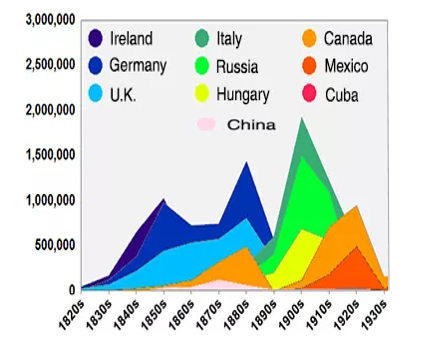 3,000,000
2,500,000
2,000,000
1,500,000
1,000,000
500,000
0
Ireland Italy Canada
Germany Russia Mexico
U.K. Hungary Cuba
China
1820s 1830s 1840s 1850s 1860s 1870s 1880s 1890s 1900s 1910s 1920s 1930s